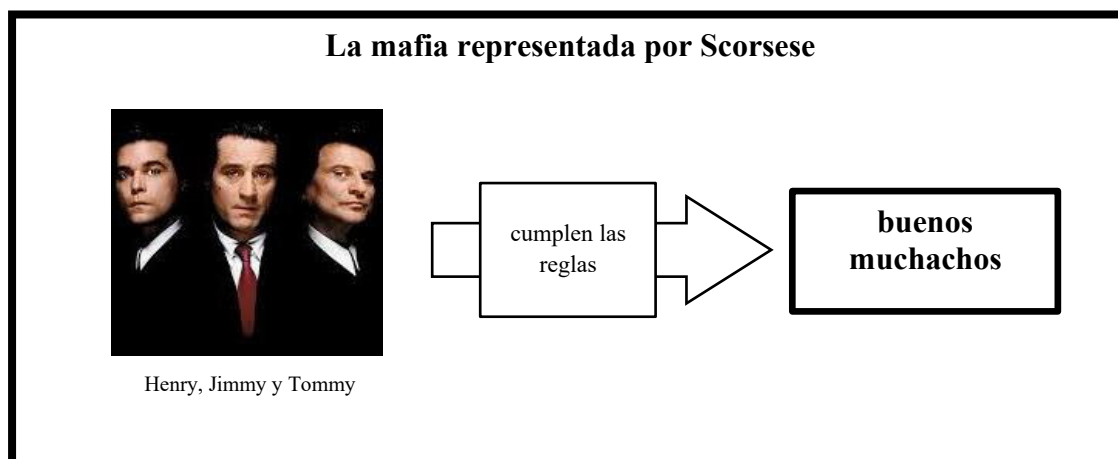 La mafia representada por Scorsese
cumplen las
reglas
buenos
muchachos
Henry, Jimmy y Tommy